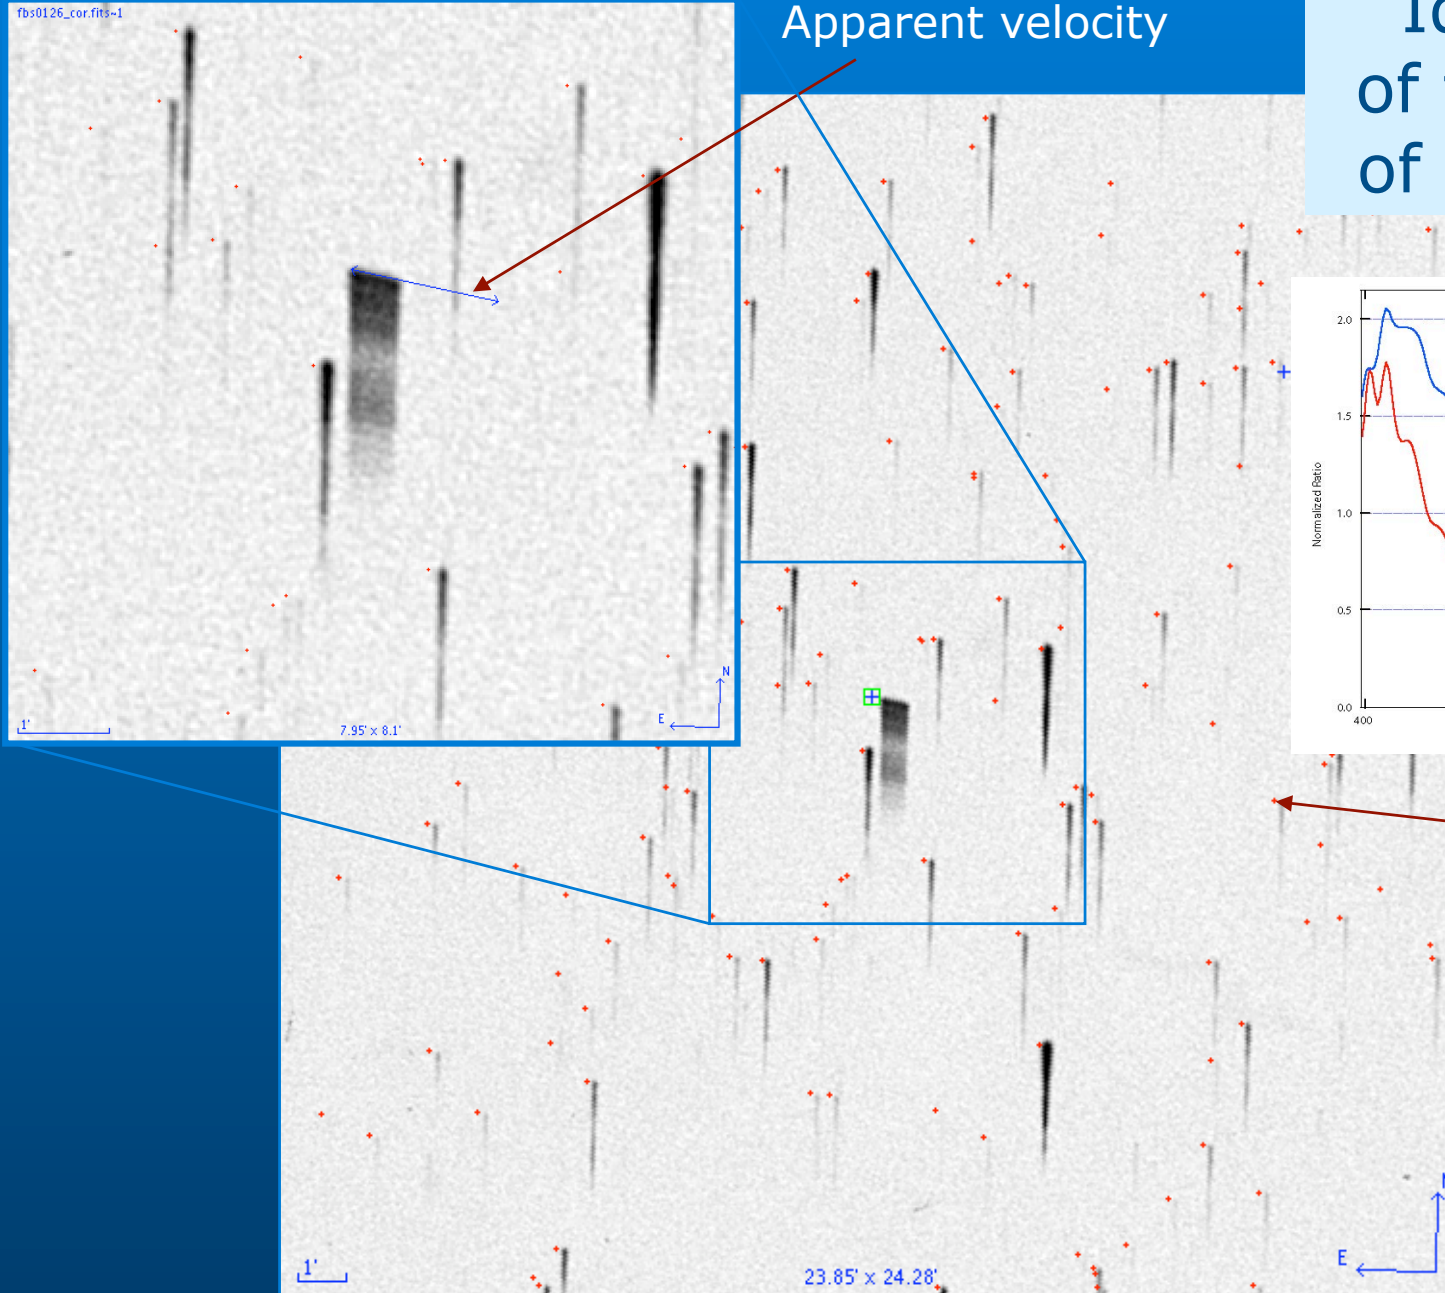 fbs0126_cor.fits~1
Apparent velocity
of
of
1'
7.95' x 8.1'
E
N
2.0
1.5
1.0
0.5
0.0
Normalized Ratio
400
1'
23.85' x 24.28'
E